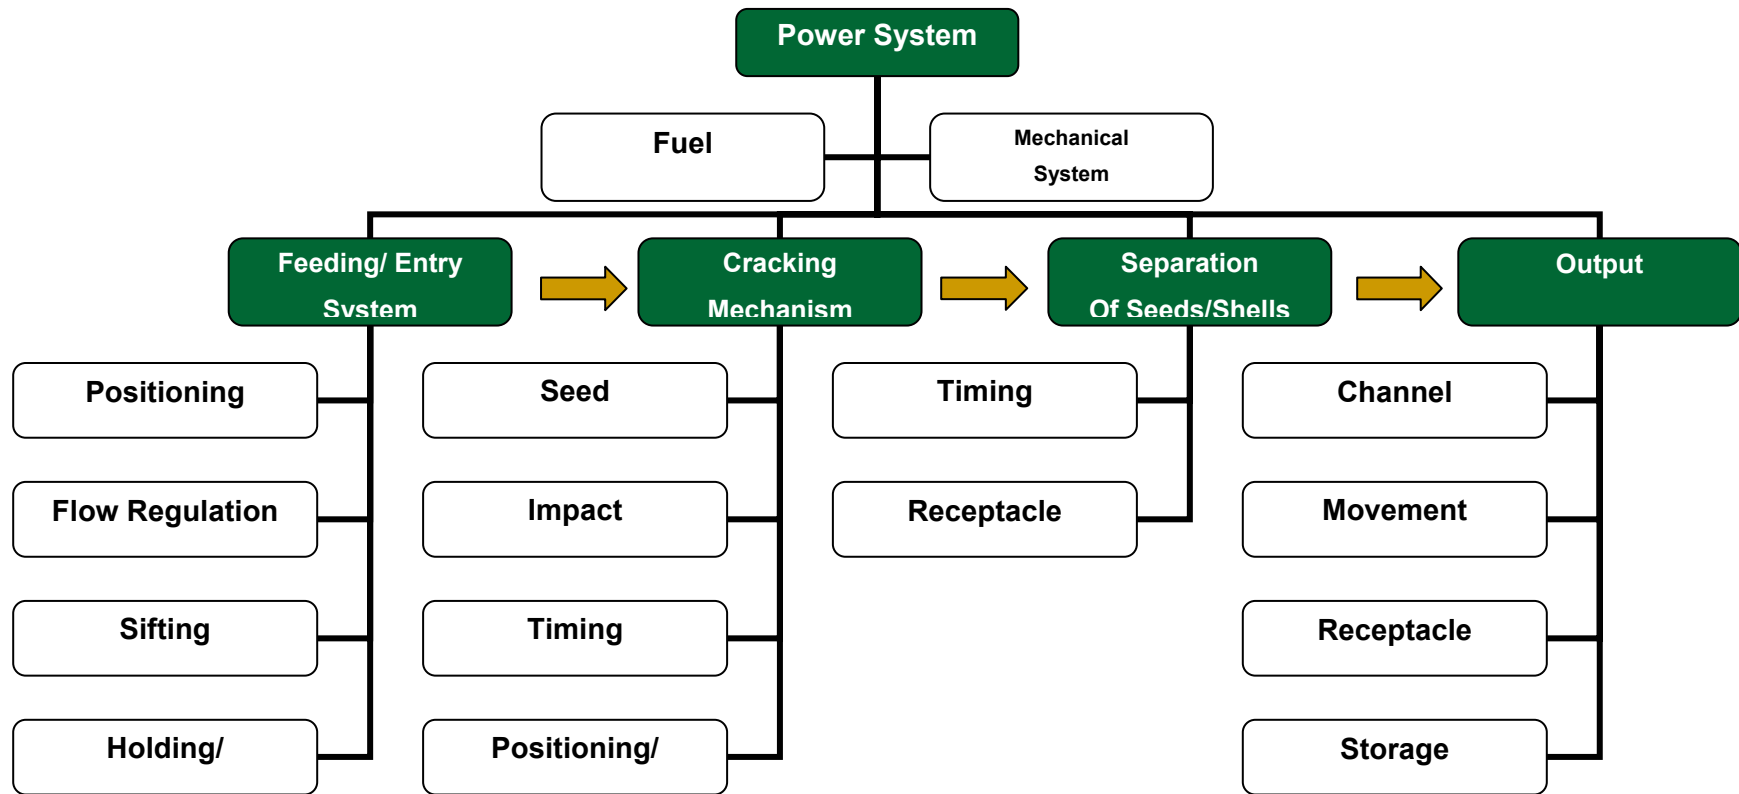 Power System
Fuel
Mechanical
System
Feeding/ Entry
System
Cracking
Mechanism
Separation
Of Seeds/Shells
Output
Positioning
Seed
Timing
Channel
Flow Regulation
Impact
Receptacle
Movement
Sifting
Timing
Receptacle
Holding/
Positioning/
Storage